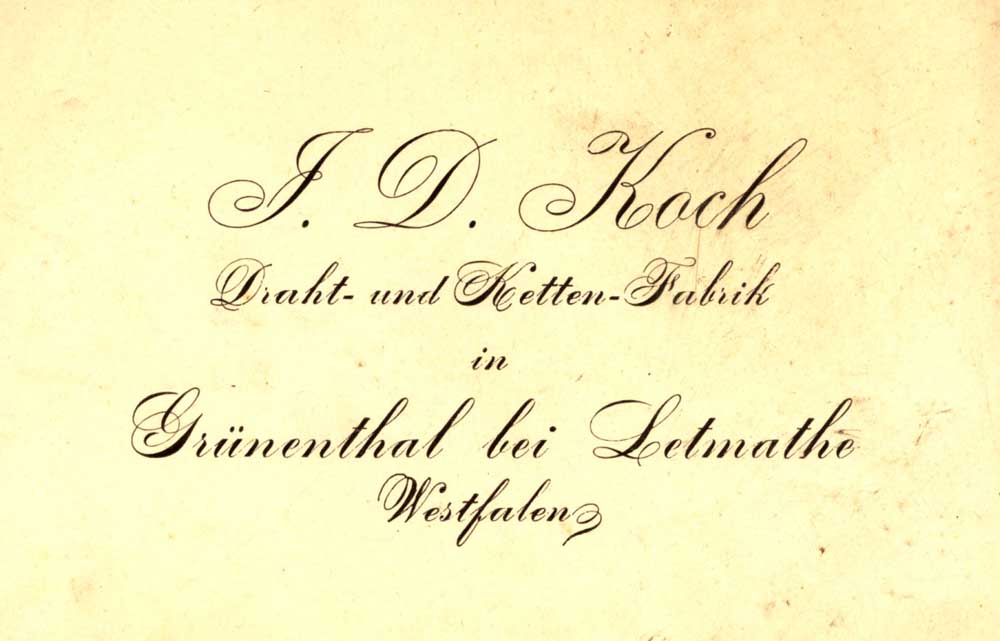 J. D. Koch
Draht- und Ketten-Fabrik
in
Grünenthal bei Letmathe
Westfalen